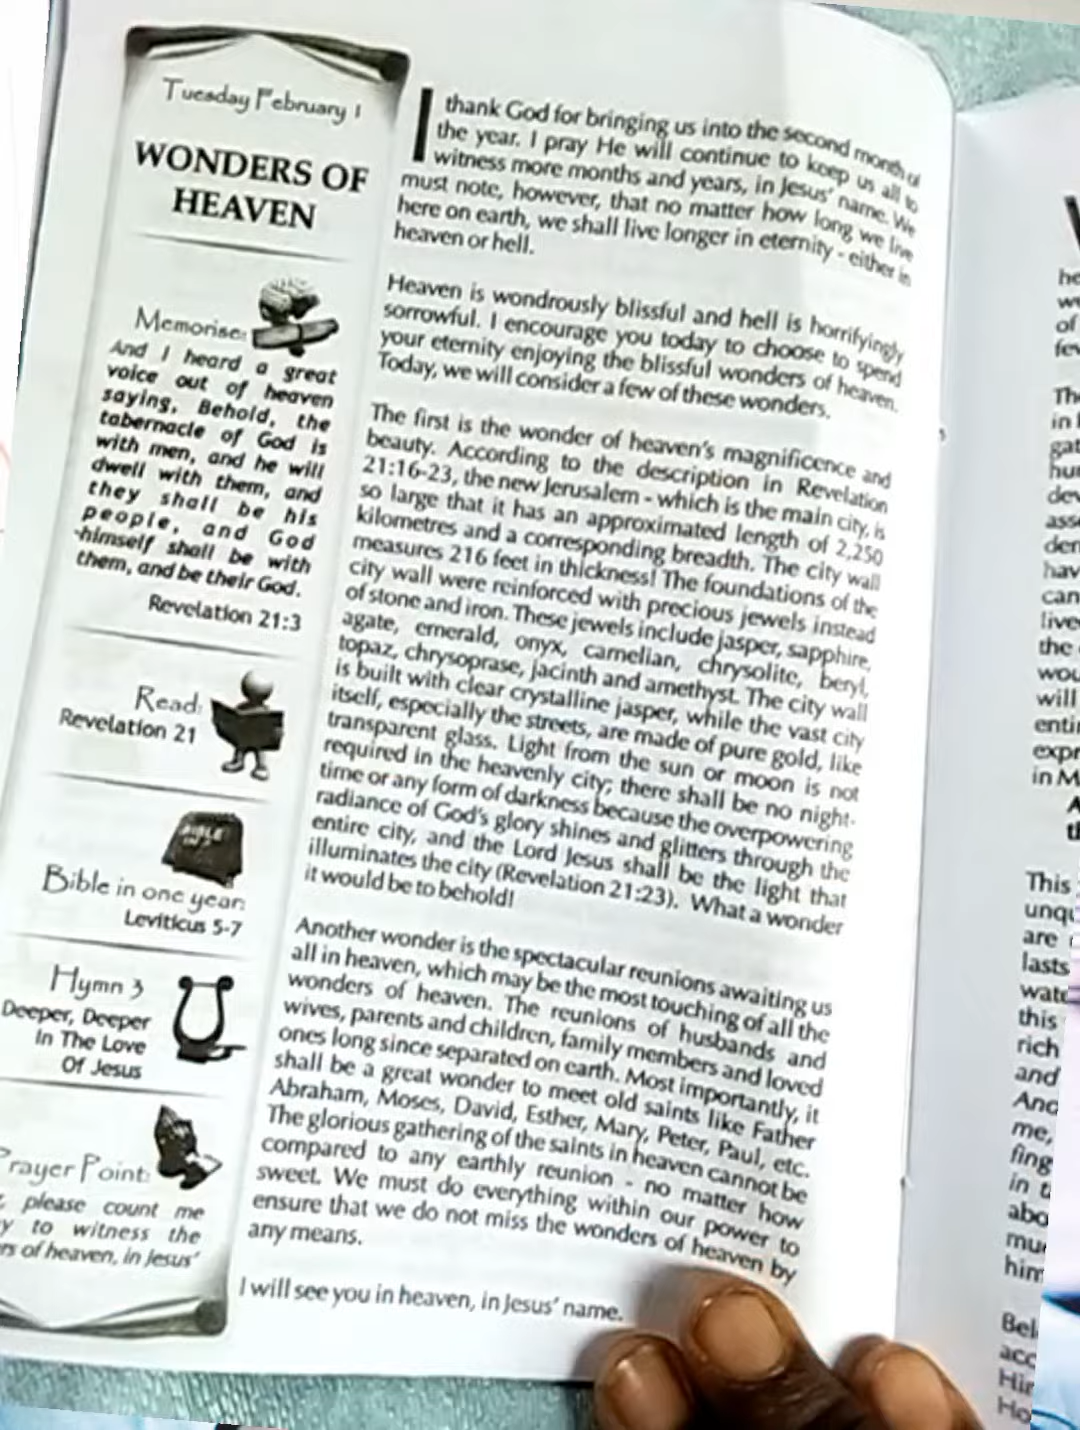 Tuesday February 1
WONDERS OF
HEAVEN
Memorise:
And I heard a great
voice out of heaven
saying, Behold, the
tabernacle of God is
with men, and he will
dwell with them, and
they shall be his
people, and God
himself shall be with
them, and be their God.
Revelation 21:3
Read:
Revelation 21
BIBLE
Bible in one year:
Leviticus 5-7
Hymn 3
Deeper, Deeper
In The Love
Of Jesus
Prayer Point:
please count me
to witness the
of heaven, in Jesus'
I thank God for bringing us into the second month of
the year. I pray He will continue to keep us all to
witness more months and years, in Jesus' name. We
must note, however, that no matter how long we live
here on earth, we shall live longer in eternity - either in
heaven or hell.
Heaven is wondrously blissful and hell is horrifyingly
sorrowful. I encourage you today to choose to spend
your eternity enjoying the blissful wonders of heaven.
Today, we will consider a few of these wonders.
The first is the wonder of heaven's magnificence and
beauty. According to the description in Revelation
21:16-23, the new Jerusalem - which is the main city, is
so large that it has an approximated length of 2,250
kilometres and a corresponding breadth. The city wall
measures 216 feet in thickness! The foundations of the
city wall were reinforced with precious jewels instead
of stone and iron. These jewels include jasper, sapphire,
agate, emerald, onyx, carnelian, chrysolite, beryl,
topaz, chrysoprase, jacinth and amethyst. The city wall
is built with clear crystalline jasper, while the vast city
itself, especially the streets, are made of pure gold, like
transparent glass. Light from the sun or moon is not
required in the heavenly city; there shall be no night-
time or any form of darkness because the overpowering
radiance of God's glory shines and glitters through the
entire city, and the Lord Jesus shall be the light that
illuminates the city (Revelation 21:23). What a wonder
it would be to behold!
Another wonder is the spectacular reunions awaiting us
all in heaven, which may be the most touching of all the
wonders of heaven. The reunions of husbands and
wives, parents and children, family members and loved
ones long since separated on earth. Most importantly, it
shall be a great wonder to meet old saints like Father
Abraham, Moses, David, Esther, Mary, Peter, Paul, etc.
The glorious gathering of the saints in heaven cannot be
compared to any earthly reunion - no matter how
sweet. We must do everything within our power to
ensure that we do not miss the wonders of heaven by
any means.
I will see you in heaven, in Jesus' name.
of
in
the
will
in M
This
are
lasts
this
rich
and
me,
him